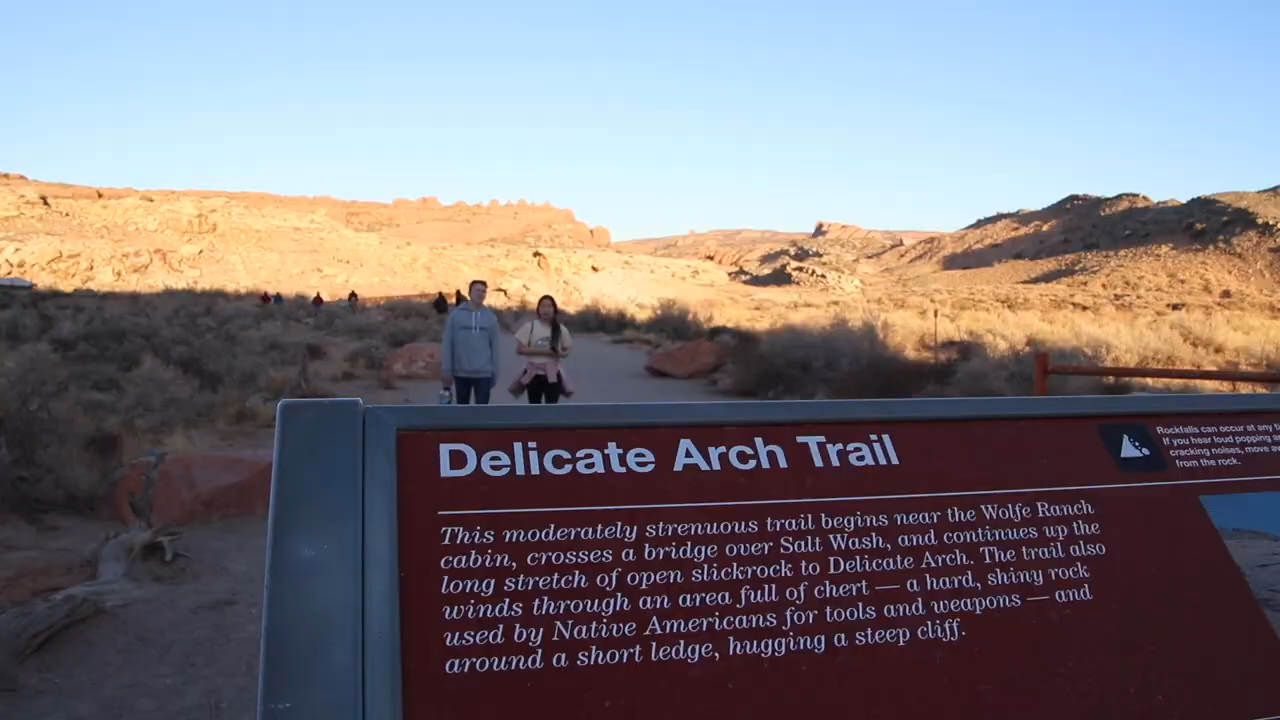 Delicate Arch Trail
Rockfalls can occur at any
If you hear loud popping
cracking noises, move
from the rock.
This moderately strenuous trail begins near the Wolfe Ranch
cabin, crosses a bridge over Salt Wash, and continues up the
long stretch of open slickrock to Delicate Arch. The trail also
winds through an area full of chert — a hard, shiny rock
used by Native Americans for tools and weapons — and
around a short ledge, hugging a steep cliff.